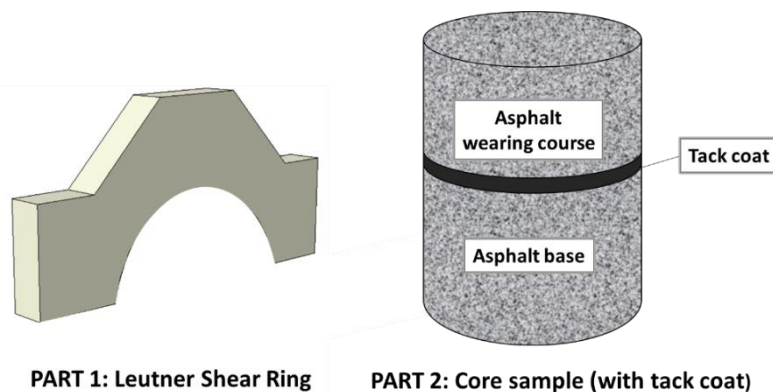 Asphalt
wearing course
Tack coat
Asphalt base
PART 1: Leutner Shear Ring
PART 2: Core sample (with tack coat)